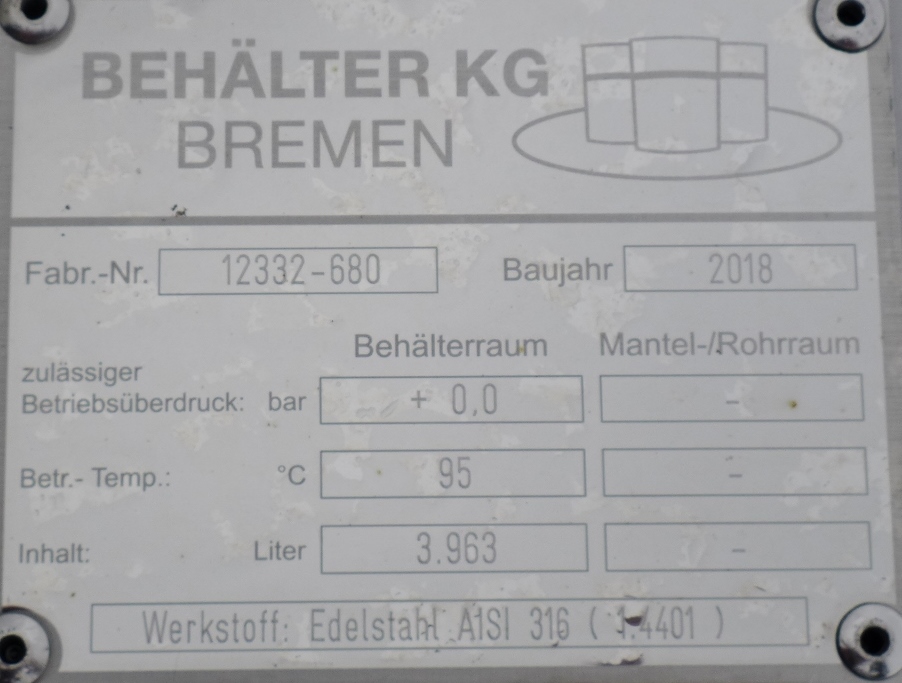 BEHÄLTER KG
BREMEN
Fabr.-Nr. 12332-680 Baujahr 2018
Behälterraum Mantel-/Rohrraum
zulässiger
Betriebsüberdruck: bar + 0,0 -
Betr.- Temp.: °C 95 -
Inhalt: Liter 3.963 -
Werkstoff: Edelstahl AISI 316 ( 1.4401 )